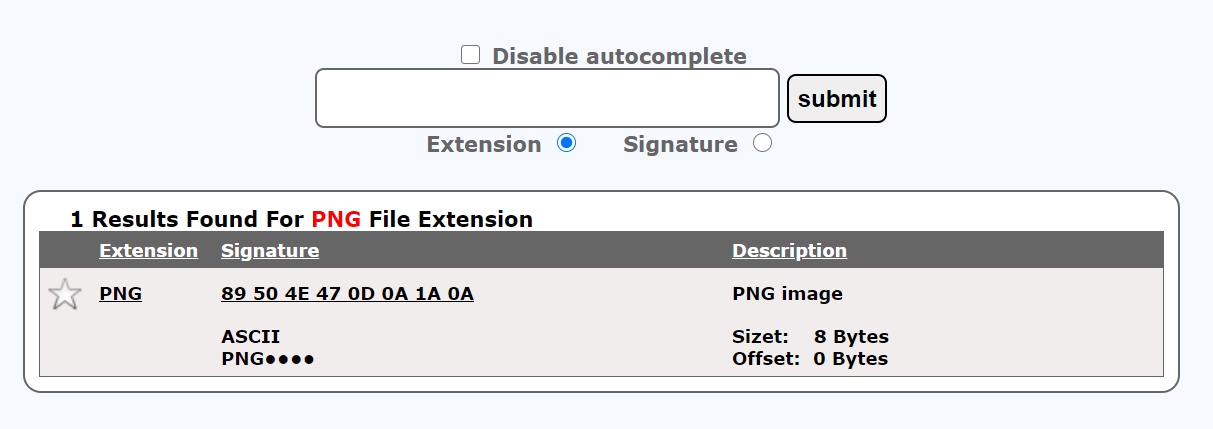 Disable autocomplete
submit
Extension Signature
1 Results Found For PNG File Extension
Extension Signature Description
PNG 89 50 4E 47 0D 0A 1A 0A PNG image
ASCII Sizet: 8 Bytes
PNG●●●● Offset: 0 Bytes